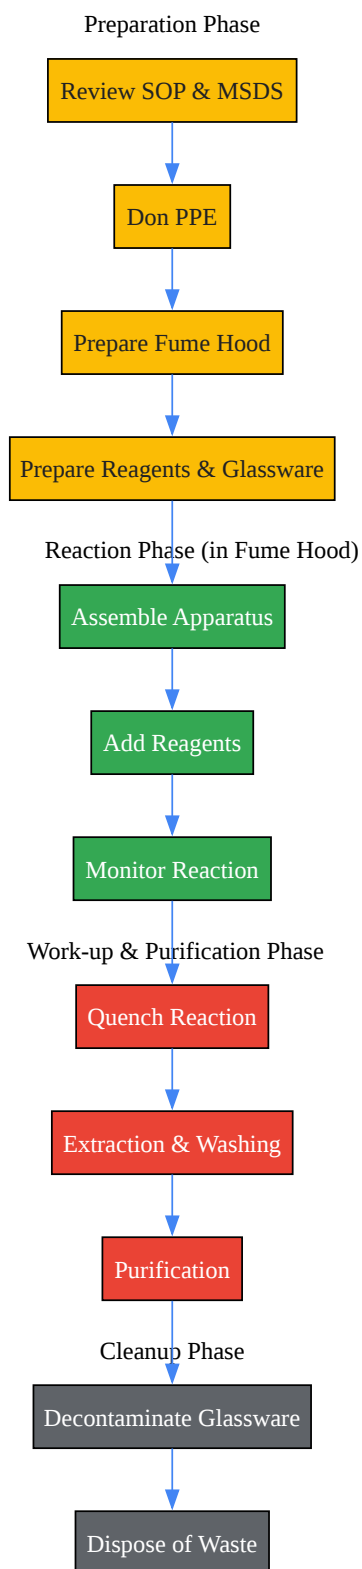 Preparation Phase
Review SOP & MSDS
Don PPE
Prepare Fume Hood
Prepare Reagents & Glassware
Reaction Phase (in Fume Hood)
Assemble Apparatus
Add Reagents
Monitor Reaction
Work-up & Purification Phase
Quench Reaction
Extraction & Washing
Purification
Cleanup Phase
Decontaminate Glassware
Dispose of Waste